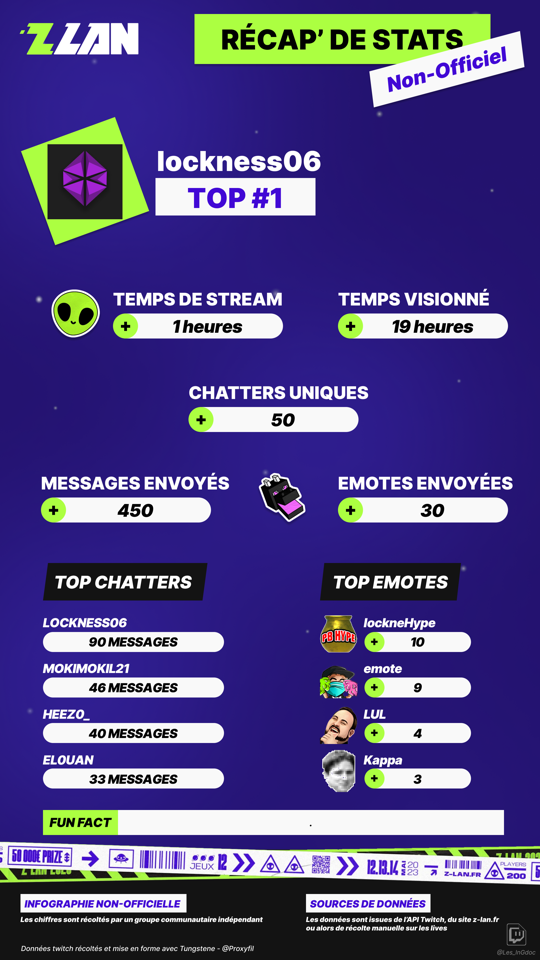 ZLAN
RÉCAP' DE STATS
Non-Officiel
lockness06
TOP #1
TEMPS DE STREAM
+ 1 heures
TEMPS VISIONNÉ
+ 19 heures
CHATTERS UNIQUES
+ 50
MESSAGES ENVOYÉS
+ 450
EMOTES ENVOYÉES
+ 30
TOP CHATTERS
LOCKNESS06
90 MESSAGES
MOKIMOKIL21
46 MESSAGES
HEEZO_
40 MESSAGES
ELOUAN
33 MESSAGES
TOP EMOTES
PB HYPE
lockneHype
+ 10
emote
+ 9
LUL
+ 4
Kappa
+ 3
FUN FACT
.
50 000€ PRIZE
JEUX
12
12.13.14
MAI
2023
Z-LAN.FR
PLAYERS
200
INFOGRAPHIE NON-OFFICIELLE
Les chiffres sont récoltés par un groupe communautaire indépendant
SOURCES DE DONNÉES
Les données sont issues de l'API Twitch, du site z-lan.fr
ou alors de récolte manuelle sur les lives
Données twitch récoltés et mise en forme avec Tungstene - @Proxyfil
@Les_InGdoc